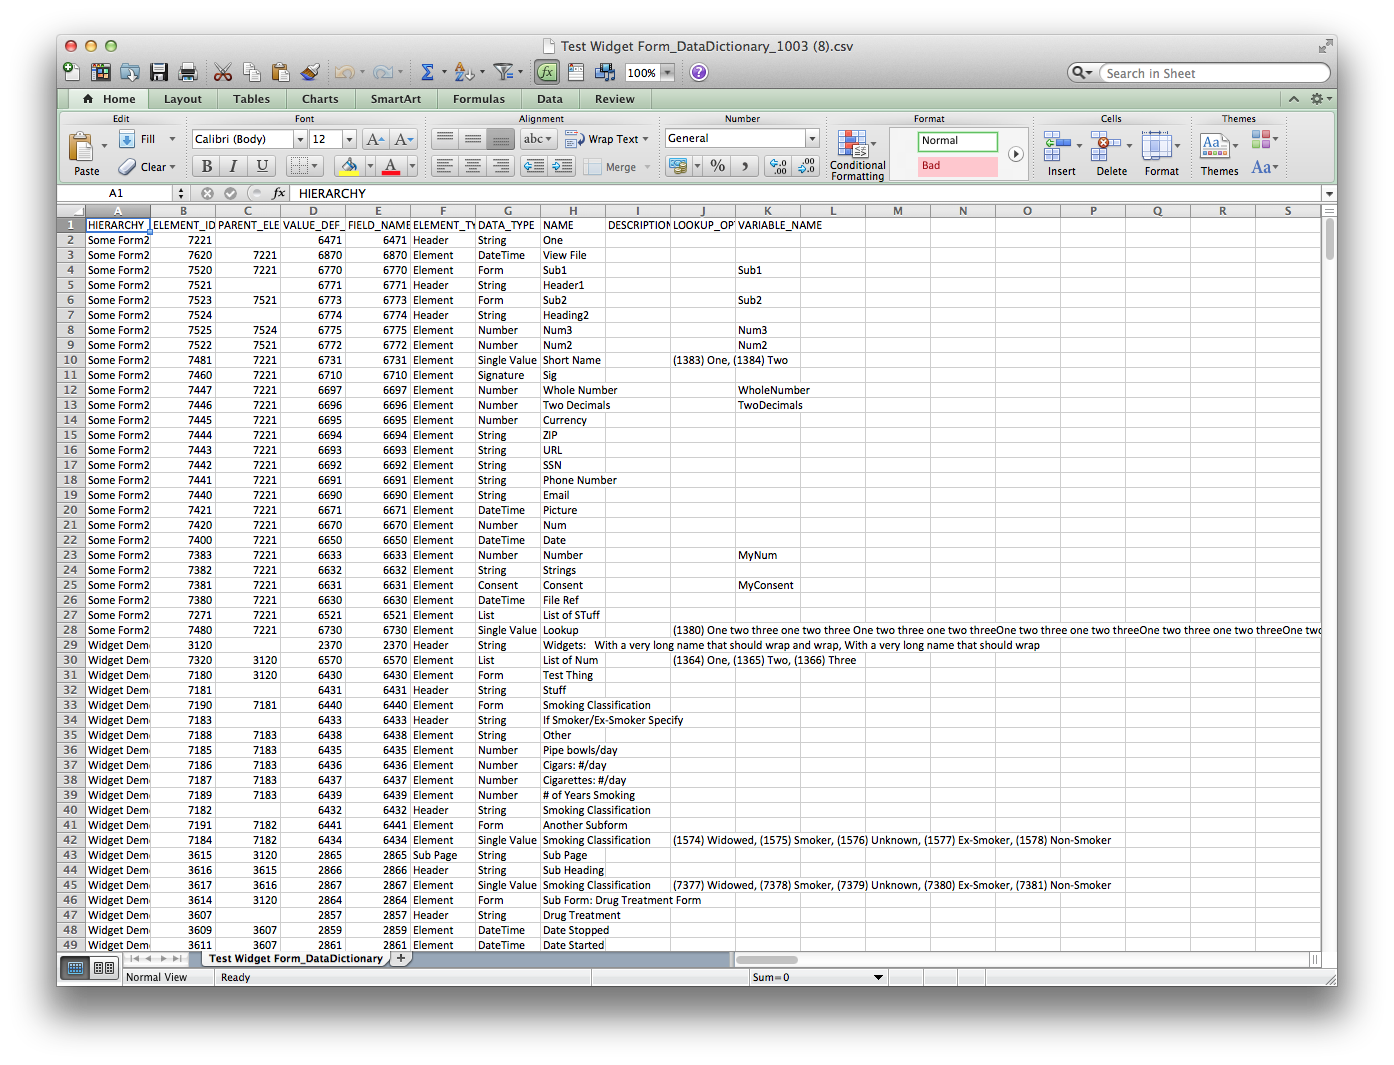 Test Widget Form_DataDictionary_1003 (8).csv
100% Search in Sheet
Home Layout Tables Charts SmartArt Formulas Data Review
Edit Font Alignment Number Format Cells Themes
Fill Calibri (Body) 12 A A abc Wrap Text General Normal
Paste Clear B I U A Merge % , Conditional Formatting Bad Insert Delete Format Themes Aa
A1 fx HIERARCHY
A B C D E F G H I J K L M N O P Q R S
1 HIERARCHY ELEMENT_ID PARENT_ELE VALUE_DEF_ FIELD_NAME ELEMENT_TY DATA_TYPE NAME DESCRIPTION LOOKUP_OP VARIABLE_NAME
2 Some Form2 7221 6471 6471 Header String One
3 Some Form2 7620 7221 6870 6870 Element DateTime View File
4 Some Form2 7520 7221 6770 6770 Element Form Sub1 Sub1
5 Some Form2 7521 6771 6771 Header String Header1
6 Some Form2 7523 7521 6773 6773 Element Form Sub2 Sub2
7 Some Form2 7524 6774 6774 Header String Heading2
8 Some Form2 7525 7524 6775 6775 Element Number Num3 Num3
9 Some Form2 7522 7521 6772 6772 Element Number Num2 Num2
10 Some Form2 7481 7221 6731 6731 Element Single Value Short Name (1383) One, (1384) Two
11 Some Form2 7460 7221 6710 6710 Element Signature Sig
12 Some Form2 7447 7221 6697 6697 Element Number Whole Number WholeNumber
13 Some Form2 7446 7221 6696 6696 Element Number Two Decimals TwoDecimals
14 Some Form2 7445 7221 6695 6695 Element Number Currency
15 Some Form2 7444 7221 6694 6694 Element String ZIP
16 Some Form2 7443 7221 6693 6693 Element String URL
17 Some Form2 7442 7221 6692 6692 Element String SSN
18 Some Form2 7441 7221 6691 6691 Element String Phone Number
19 Some Form2 7440 7221 6690 6690 Element String Email
20 Some Form2 7421 7221 6671 6671 Element DateTime Picture
21 Some Form2 7420 7221 6670 6670 Element Number Num
22 Some Form2 7400 7221 6650 6650 Element DateTime Date
23 Some Form2 7383 7221 6633 6633 Element Number Number MyNum
24 Some Form2 7382 7221 6632 6632 Element String Strings
25 Some Form2 7381 7221 6631 6631 Element Consent Consent MyConsent
26 Some Form2 7380 7221 6630 6630 Element DateTime File Ref
27 Some Form2 7271 7221 6521 6521 Element List List of STuff
28 Some Form2 7480 7221 6730 6730 Element Single Value Lookup (1380) One two three one two three One two three one two threeOne two three one two threeOne two three one two threeOne two
29 Widget Dem 3120 2370 2370 Header String Widgets: With a very long name that should wrap and wrap, With a very long name that should wrap
30 Widget Dem 7320 3120 6570 6570 Element List List of Num (1364) One, (1365) Two, (1366) Three
31 Widget Dem 7180 3120 6430 6430 Element Form Test Thing
32 Widget Dem 7181 6431 6431 Header String Stuff
33 Widget Dem 7190 7181 6440 6440 Element Form Smoking Classification
34 Widget Dem 7183 6433 6433 Header String If Smoker/Ex-Smoker Specify
35 Widget Dem 7188 7183 6438 6438 Element String Other
36 Widget Dem 7185 7183 6435 6435 Element Number Pipe bowls/day
37 Widget Dem 7186 7183 6436 6436 Element Number Cigars: #/day
38 Widget Dem 7187 7183 6437 6437 Element Number Cigarettes: #/day
39 Widget Dem 7189 7183 6439 6439 Element Number # of Years Smoking
40 Widget Dem 7182 6432 6432 Header String Smoking Classification
41 Widget Dem 7191 7182 6441 6441 Element Form Another Subform
42 Widget Dem 7184 7182 6434 6434 Element Single Value Smoking Classification (1574) Widowed, (1575) Smoker, (1576) Unknown, (1577) Ex-Smoker, (1578) Non-Smoker
43 Widget Dem 3615 3120 2865 2865 Sub Page String Sub Page
44 Widget Dem 3616 3615 2866 2866 Header String Sub Heading
45 Widget Dem 3617 3616 2867 2867 Element Single Value Smoking Classification (7377) Widowed, (7378) Smoker, (7379) Unknown, (7380) Ex-Smoker, (7381) Non-Smoker
46 Widget Dem 3614 3120 2864 2864 Element Form Sub Form: Drug Treatment Form
47 Widget Dem 3607 2857 2857 Header String Drug Treatment
48 Widget Dem 3609 3607 2859 2859 Element DateTime Date Stopped
49 Widget Dem 3611 3607 2861 2861 Element DateTime Date Started
Test Widget Form_DataDictionary +
Normal View Ready Sum=0